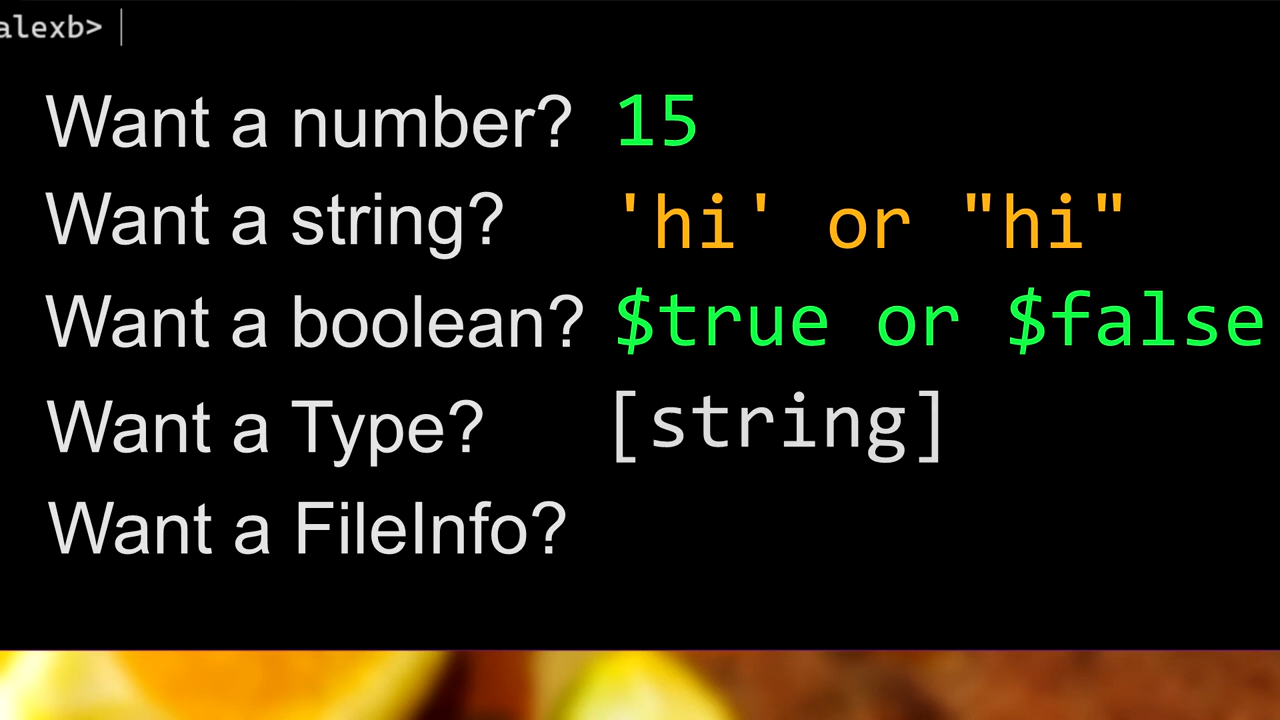 alexb>
Want a number? 15
Want a string? 'hi' or "hi"
Want a boolean? $true or $false
Want a Type? [string]
Want a FileInfo?